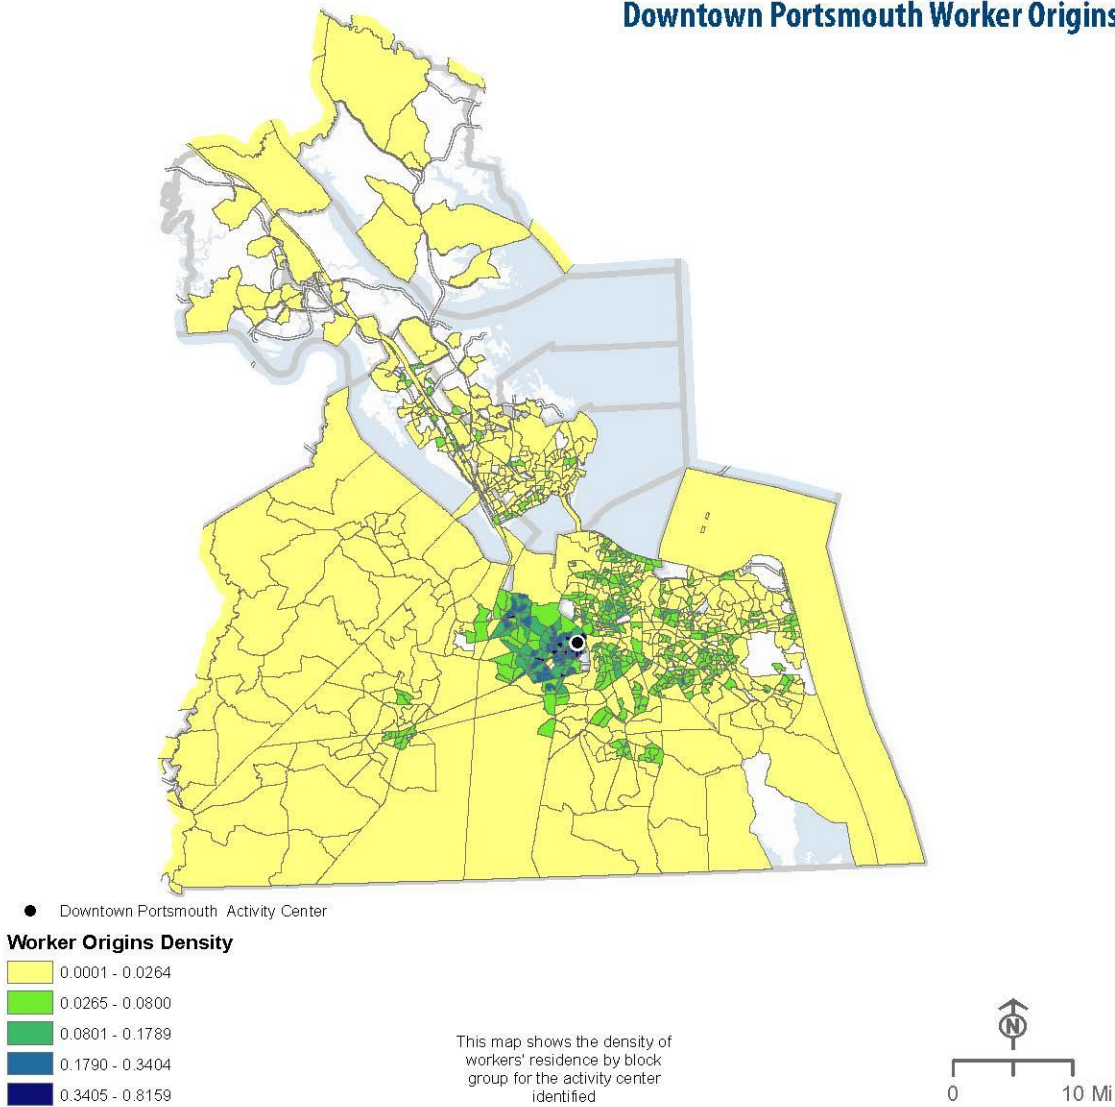 Downtown Portsmouth Worker Origins
Downtown Portsmouth Activity Center
Worker Origins Density
0.0001 - 0.0264
0.0265 - 0.0800
0.0801 - 0.1789
0.1790 - 0.3404
0.3405 - 0.8159
This map shows the density of
workers' residence by block
group for the activity center
identified
N
0 10 Mi